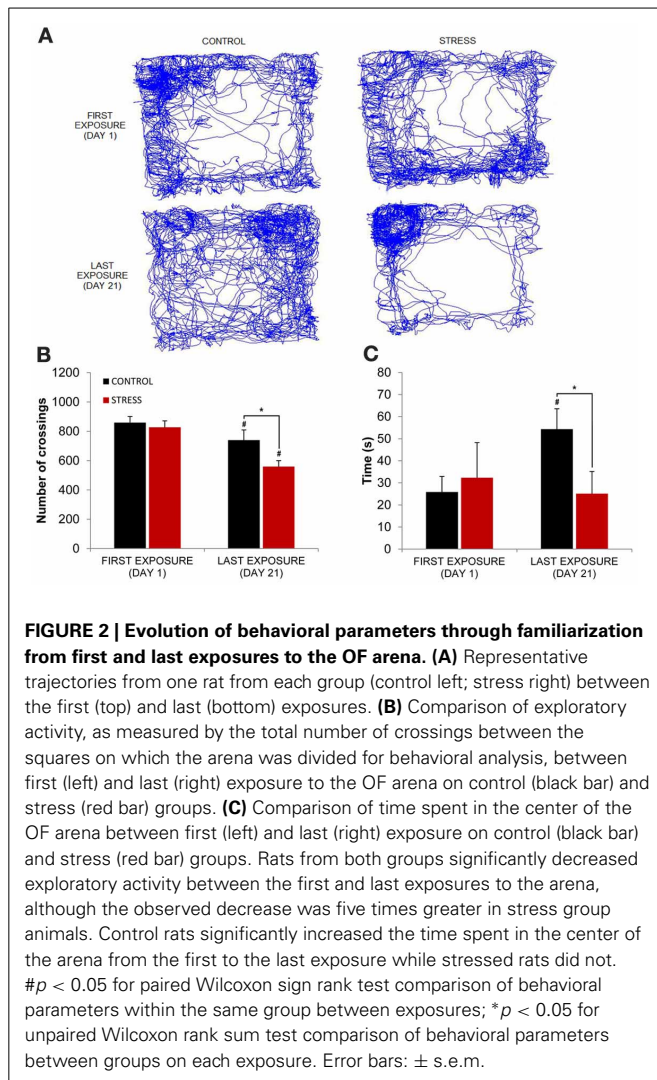 A
CONTROL
STRESS
FIRST
EXPOSURE
(DAY 1)
LAST
EXPOSURE
(DAY 21)
B
1200
1000
800
600
400
200
0
Number of crossings
CONTROL
STRESS
*
#
#
FIRST EXPOSURE
(DAY 1)
LAST EXPOSURE
(DAY 21)
C
80
70
60
50
40
30
20
10
0
Time (s)
*
#
FIRST EXPOSURE
(DAY 1)
LAST EXPOSURE
(DAY 21)
FIGURE 2 | Evolution of behavioral parameters through familiarization
from first and last exposures to the OF arena. (A) Representative
trajectories from one rat from each group (control left; stress right) between
the first (top) and last (bottom) exposures. (B) Comparison of exploratory
activity, as measured by the total number of crossings between the
squares on which the arena was divided for behavioral analysis, between
first (left) and last (right) exposure to the OF arena on control (black bar) and
stress (red bar) groups. (C) Comparison of time spent in the center of the
OF arena between first (left) and last (right) exposure on control (black bar)
and stress (red bar) groups. Rats from both groups significantly decreased
exploratory activity between the first and last exposures to the arena,
although the observed decrease was five times greater in stress group
animals. Control rats significantly increased the time spent in the center of
the arena from the first to the last exposure while stressed rats did not.
#p < 0.05 for paired Wilcoxon sign rank test comparison of behavioral
parameters within the same group between exposures; *p < 0.05 for
unpaired Wilcoxon rank sum test comparison of behavioral parameters
between groups on each exposure. Error bars: ± s.e.m.